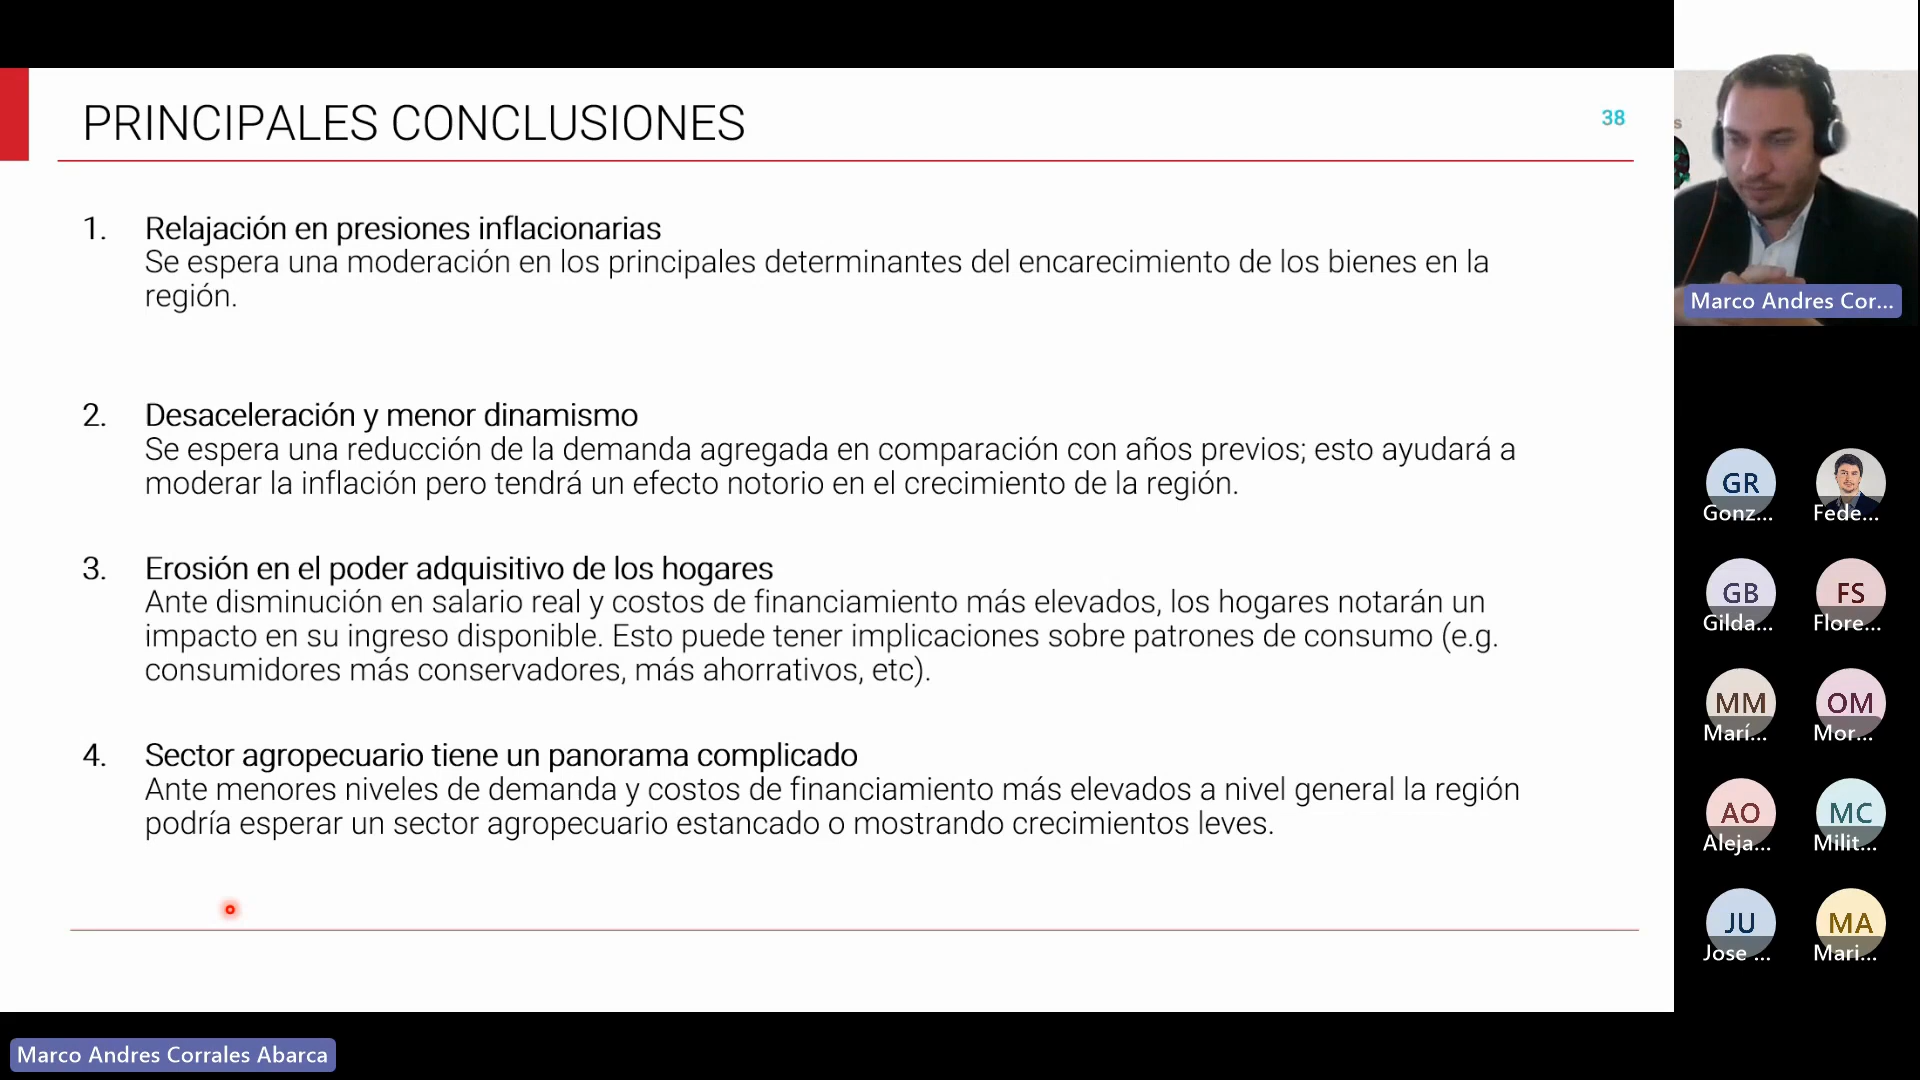 PRINCIPALES CONCLUSIONES
38
1. Relajación en presiones inflacionarias
Se espera una moderación en los principales determinantes del encarecimiento de los bienes en la
región.
2. Desaceleración y menor dinamismo
Se espera una reducción de la demanda agregada en comparación con años previos; esto ayudará a
moderar la inflación pero tendrá un efecto notorio en el crecimiento de la región.
3. Erosión en el poder adquisitivo de los hogares
Ante disminución en salario real y costos de financiamiento más elevados, los hogares notarán un
impacto en su ingreso disponible. Esto puede tener implicaciones sobre patrones de consumo (e.g.
consumidores más conservadores, más ahorrativos, etc).
4. Sector agropecuario tiene un panorama complicado
Ante menores niveles de demanda y costos de financiamiento más elevados a nivel general la región
podría esperar un sector agropecuario estancado o mostrando crecimientos leves.
Marco Andres Cor...
GR
Gonz...
Fede...
GB
Gilda...
FS
Flore...
MM
Marí...
OM
Mor...
AO
Aleja...
MC
Milit...
JU
Jose ...
MA
Mari...
Marco Andres Corrales Abarca